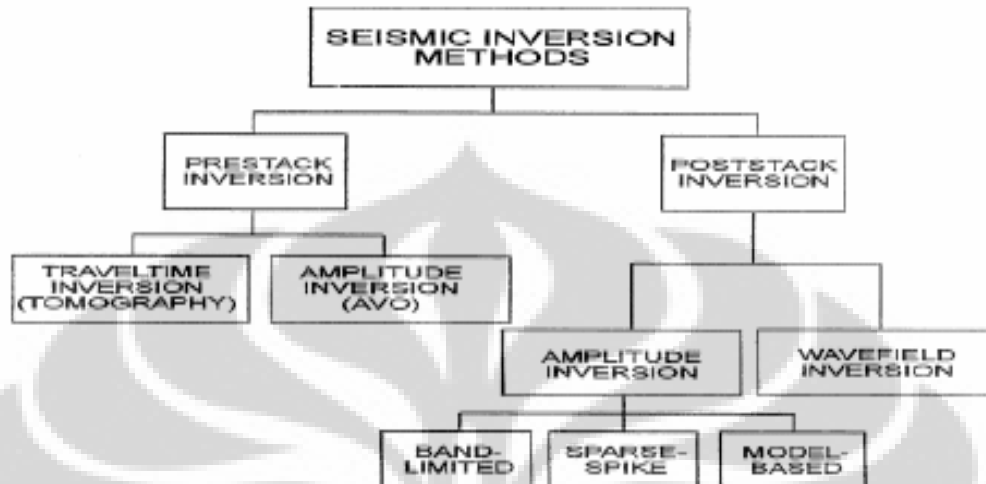 SEISMIC INVERSION
METHODS
PRESTACK
INVERSION
POSTSTACK
INVERSION
TRAVELTIME
INVERSION
(TOMOGRAPHY)
AMPLITUDE
INVERSION
(AVO)
AMPLITUDE
INVERSION
WAVEFIELD
INVERSION
BAND-
LIMITED
SPARSE-
SPIKE
MODEL-
BASED